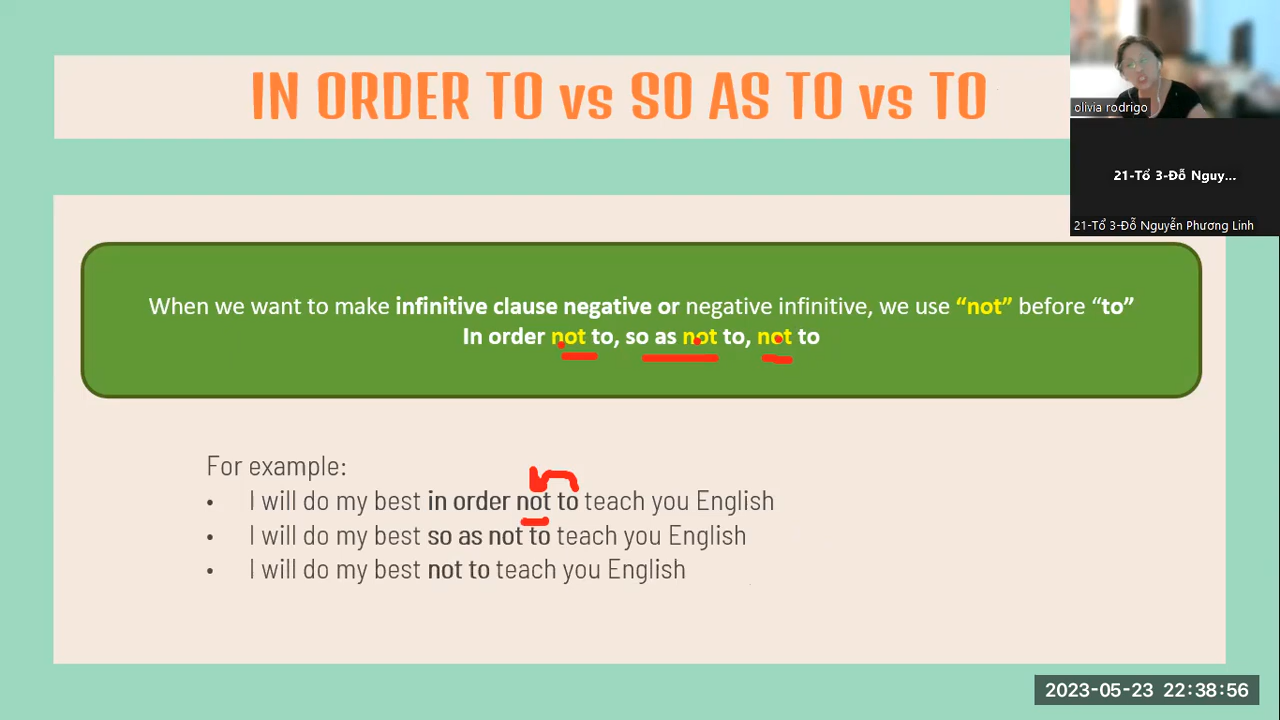 IN ORDER TO vs SO AS TO vs TO
olivia rodrigo
21-Tổ 3-Đỗ Nguy...
21-Tổ 3-Đỗ Nguyễn Phương Linh
When we want to make infinitive clause negative or negative infinitive, we use “not” before “to”
In order not to, so as not to, not to
For example:
• I will do my best in order not to teach you English
• I will do my best so as not to teach you English
• I will do my best not to teach you English
2023-05-23 22:38:56